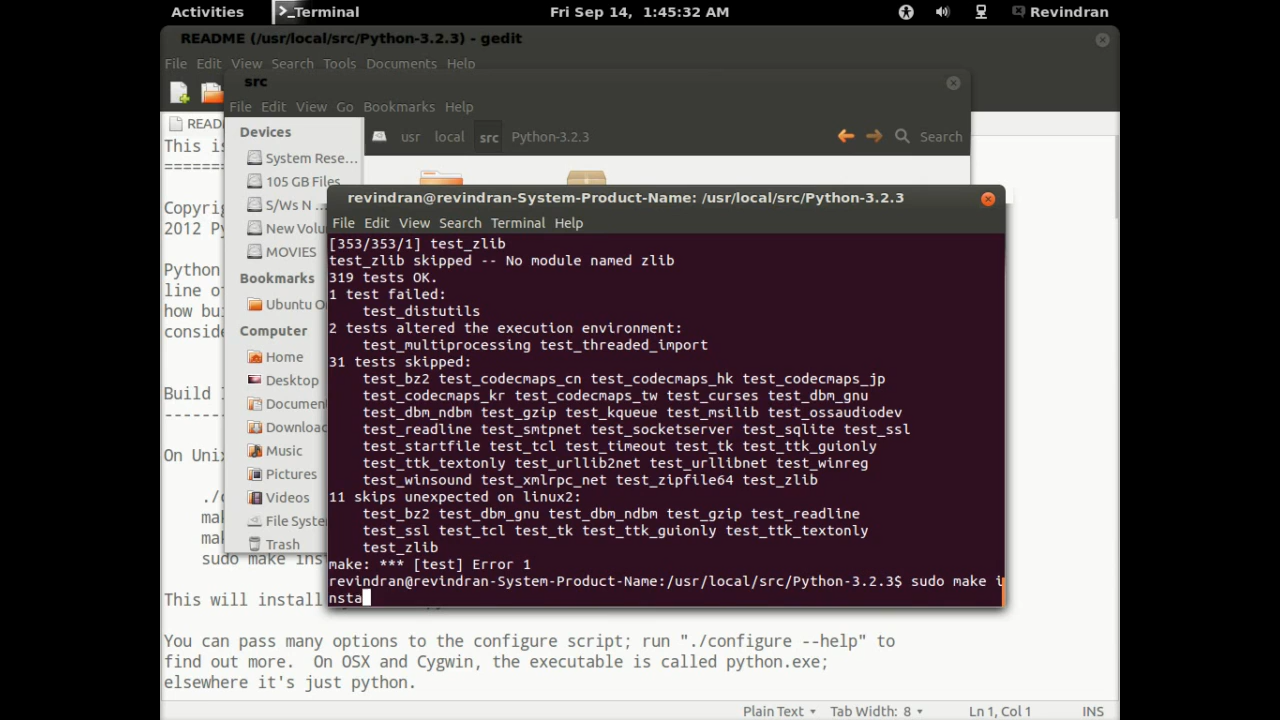 Activities Terminal Fri Sep 14, 1:45:32 AM Revindran
README (/usr/local/src/Python-3.2.3) - gedit
File Edit View Search Tools Documents Help
src
File Edit View Go Bookmarks Help
Devices
usr local src Python-3.2.3 Search
System Rese...
105 GB Files
S/Ws N ...
New Volu
MOVIES
Bookmarks
Ubuntu O
Computer
Home
Desktop
Documen
Downloa
Music
Pictures
Videos
File Syste
Trash
READ
This is
=======
Copyrig
2012 Py
Python
line of
how bui
conside
Build I
-------
On Unix
./c
mak
mak
sudo make ins
This will install
You can pass many options to the configure script; run "./configure --help" to
find out more.  On OSX and Cygwin, the executable is called python.exe;
elsewhere it's just python.
revindran@revindran-System-Product-Name: /usr/local/src/Python-3.2.3
File Edit View Search Terminal Help
[353/353/1] test_zlib
test_zlib skipped -- No module named zlib
319 tests OK.
1 test failed:
test_distutils
2 tests altered the execution environment:
test_multiprocessing test_threaded_import
31 tests skipped:
test_bz2 test_codecmaps_cn test_codecmaps_hk test_codecmaps_jp
test_codecmaps_kr test_codecmaps_tw test_curses test_dbm_gnu
test_dbm_ndbm test_gzip test_kqueue test_msilib test_ossaudiodev
test_readline test_smtpnet test_socketserver test_sqlite test_ssl
test_startfile test_tcl test_timeout test_tk test_ttk_guionly
test_ttk_textonly test_urllib2net test_urllibnet test_winreg
test_winsound test_xmlrpc_net test_zipfile64 test_zlib
11 skips unexpected on linux2:
test_bz2 test_dbm_gnu test_dbm_ndbm test_gzip test_readline
test_ssl test_tcl test_tk test_ttk_guionly test_ttk_textonly
test_zlib
make: *** [test] Error 1
revindran@revindran-System-Product-Name:/usr/local/src/Python-3.2.3$ sudo make i
nsta
Plain Text Tab Width: 8 Ln 1, Col 1 INS